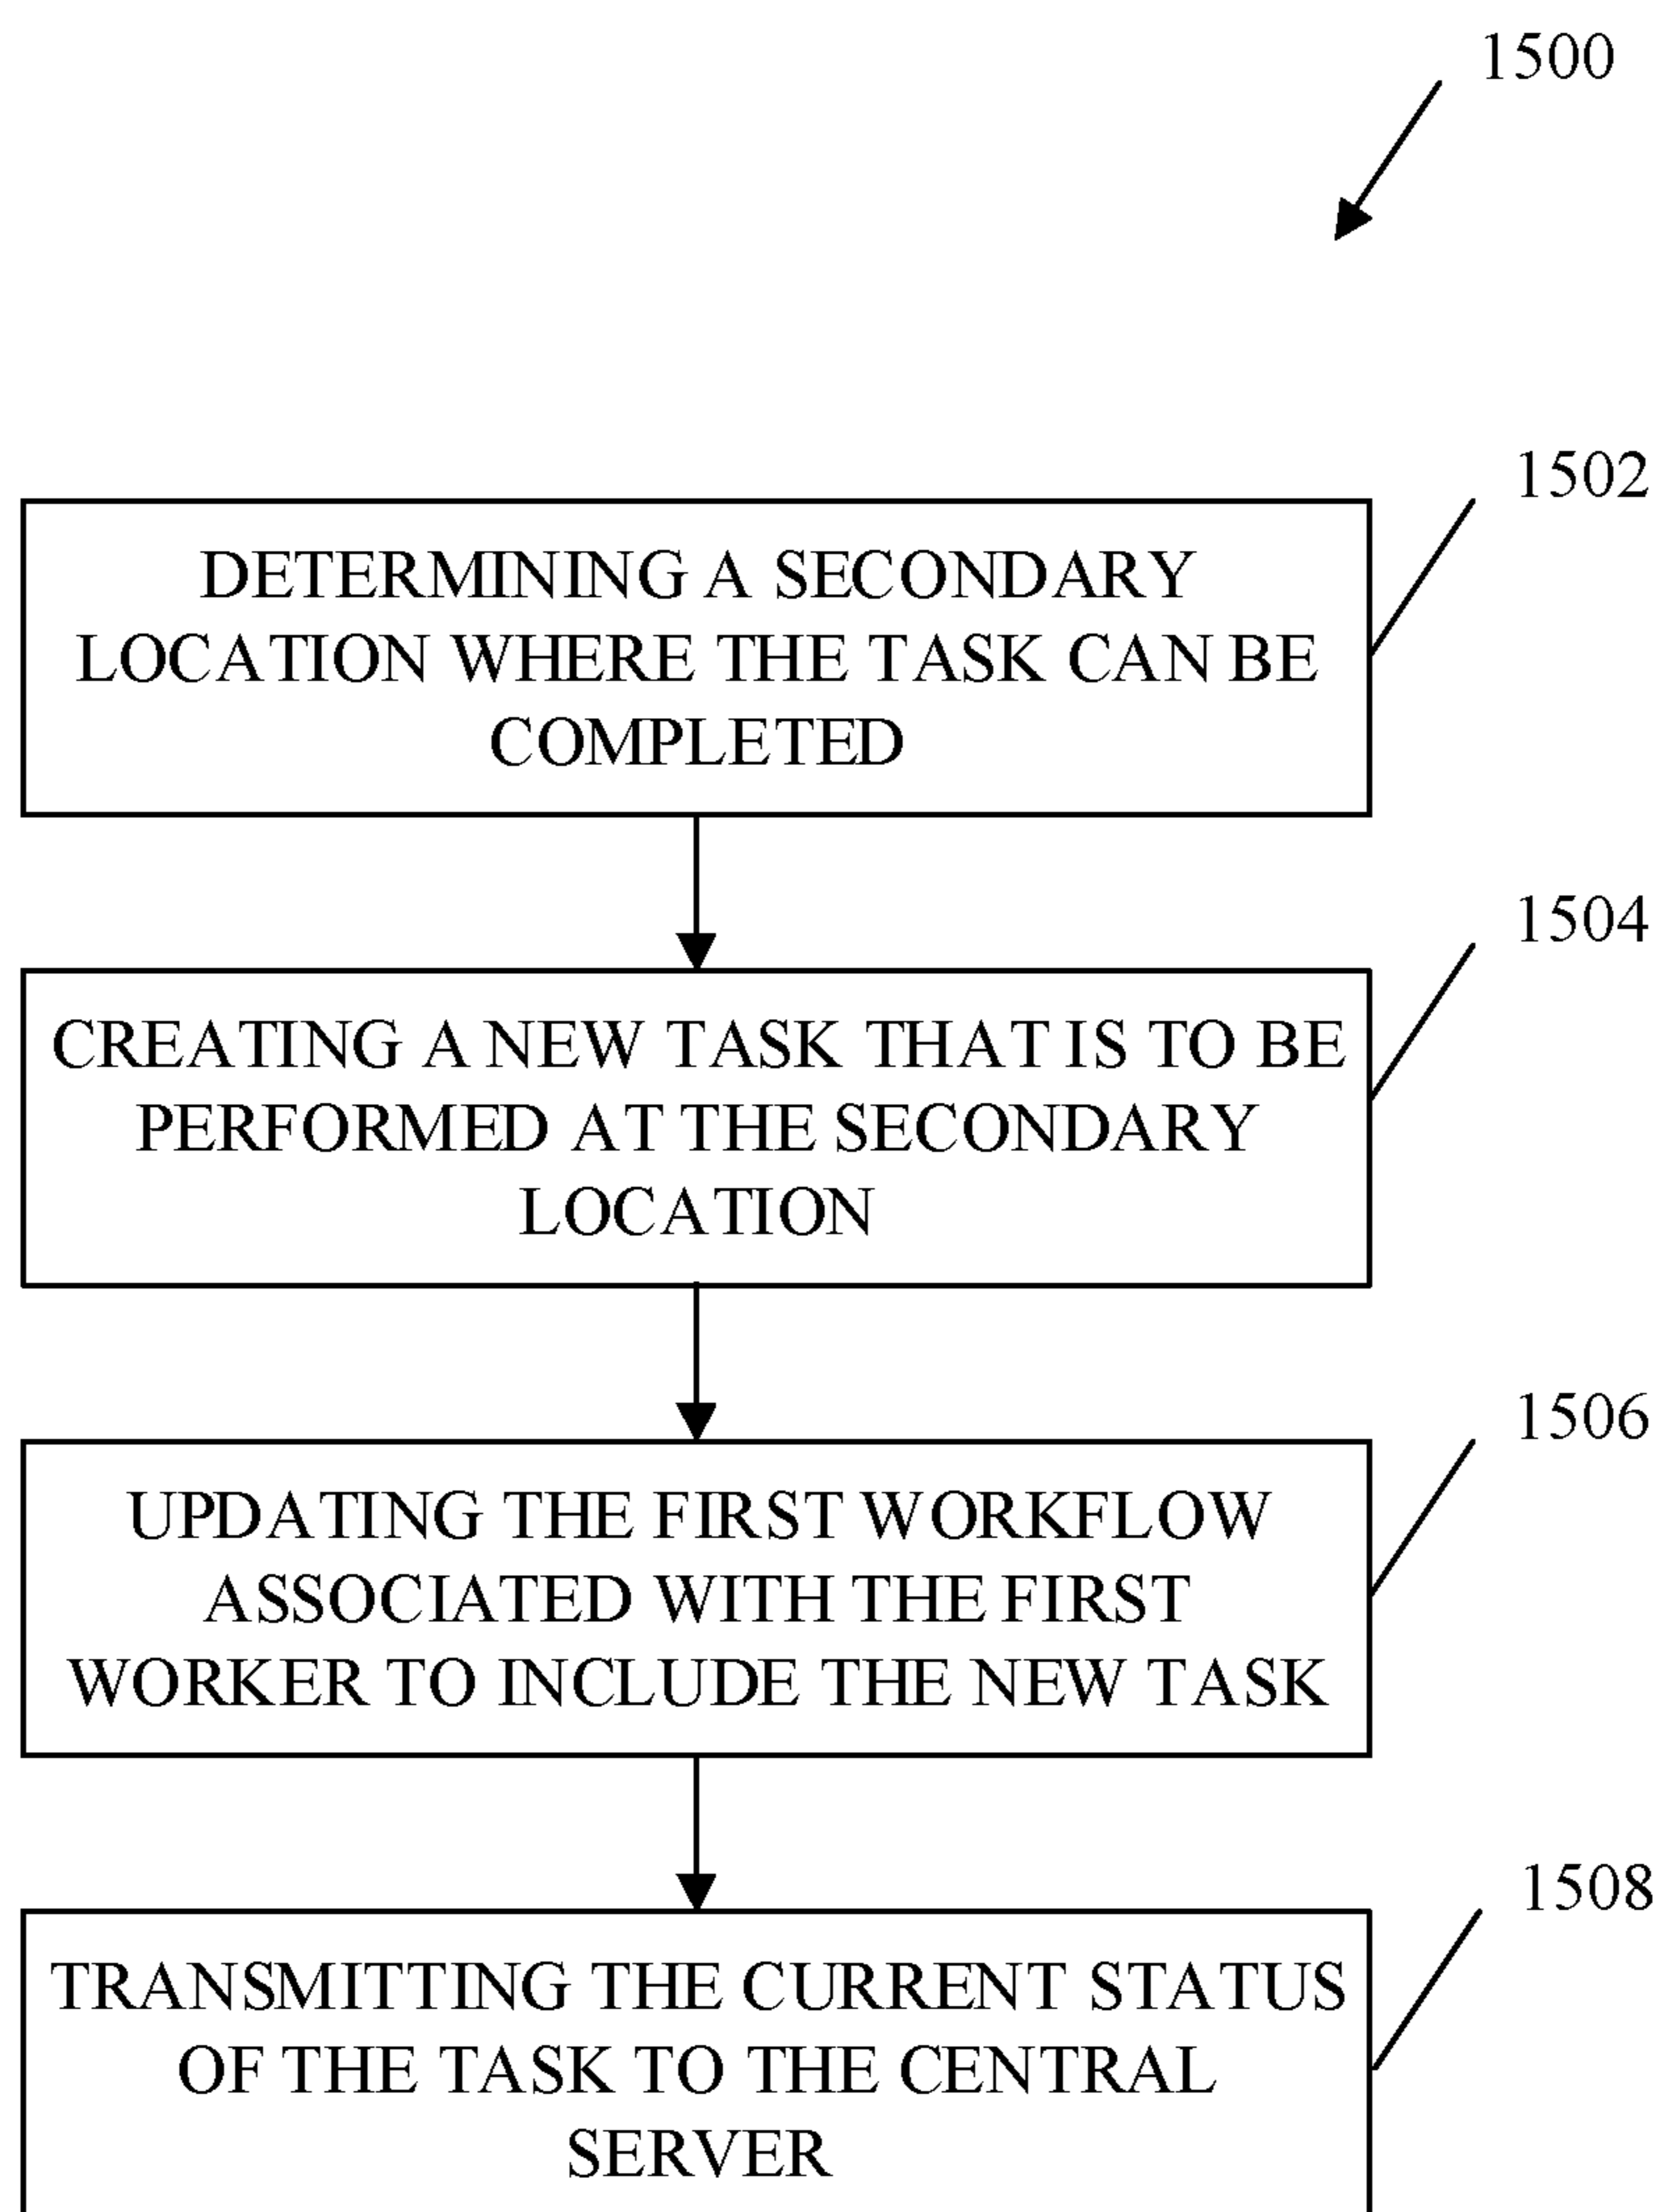 1500
1502
DETERMINING A SECONDARY
LOCATION WHERE THE TASK CAN BE
COMPLETED
1504
CREATING A NEW TASK THAT IS TO BE
PERFORMED AT THE SECONDARY
LOCATION
1506
UPDATING THE FIRST WORKFLOW
ASSOCIATED WITH THE FIRST
WORKER TO INCLUDE THE NEW TASK
1508
TRANSMITTING THE CURRENT STATUS
OF THE TASK TO THE CENTRAL
SERVER